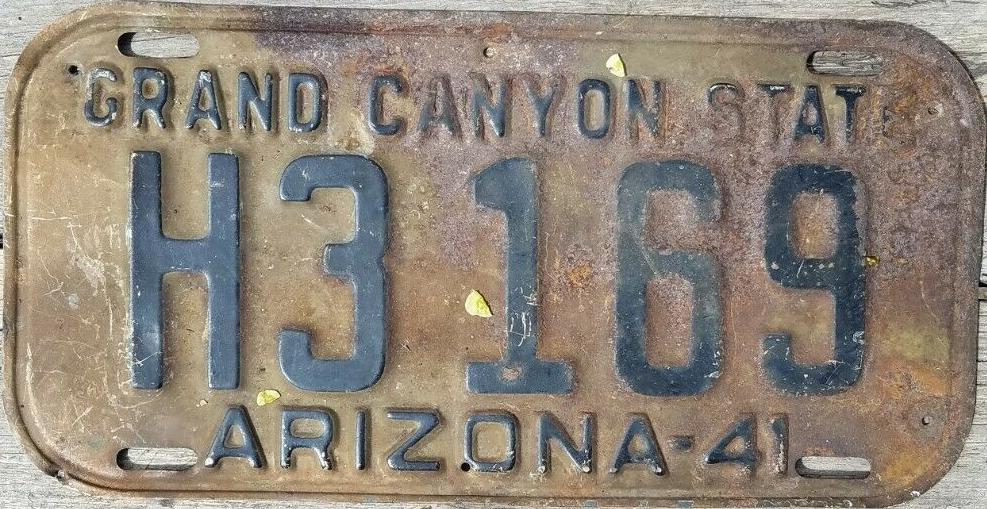 GRAND CANYON STATE
H3 169
ARIZONA-41